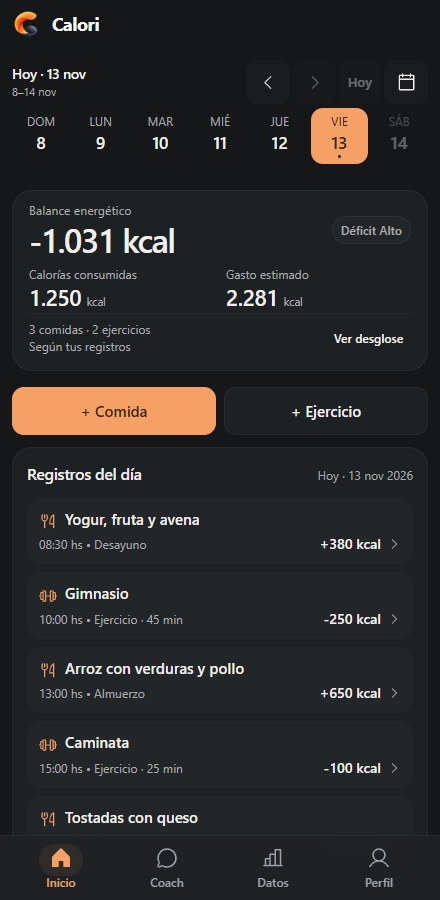 Calori
Hoy · 13 nov
8–14 nov
Hoy
DOM LUN MAR MIÉ JUE VIE SÁB
8 9 10 11 12 13 14
Balance energético
-1.031 kcal
Déficit Alto
Calorías consumidas
1.250 kcal
Gasto estimado
2.281 kcal
3 comidas · 2 ejercicios
Según tus registros
Ver desglose
+ Comida
+ Ejercicio
Registros del día
Hoy · 13 nov 2026
Yogur, fruta y avena
08:30 hs • Desayuno
+380 kcal
Gimnasio
10:00 hs • Ejercicio · 45 min
-250 kcal
Arroz con verduras y pollo
13:00 hs • Almuerzo
+650 kcal
Caminata
15:00 hs • Ejercicio · 25 min
-100 kcal
Tostadas con queso
Inicio
Coach
Datos
Perfil